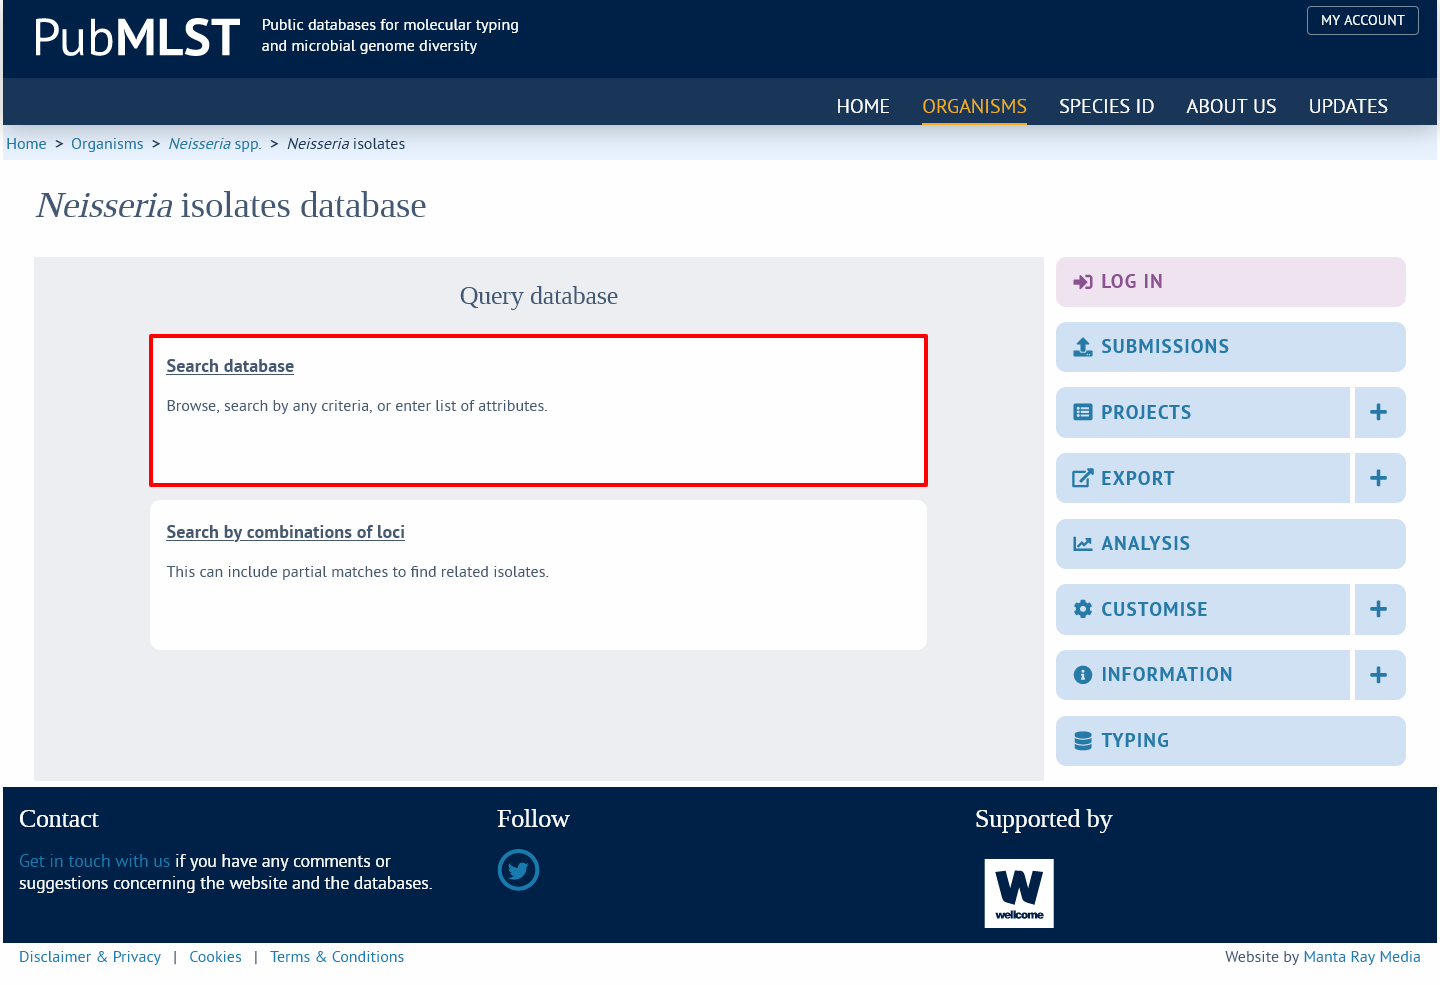 PubMLST
Public databases for molecular typing
and microbial genome diversity
MY ACCOUNT
HOME ORGANISMS SPECIES ID ABOUT US UPDATES
Home > Organisms > Neisseria spp. > Neisseria isolates
Neisseria isolates database
Query database
Search database
Browse, search by any criteria, or enter list of attributes.
Search by combinations of loci
This can include partial matches to find related isolates.
LOG IN
SUBMISSIONS
PROJECTS
EXPORT
ANALYSIS
CUSTOMISE
INFORMATION
TYPING
Contact
Get in touch with us if you have any comments or
suggestions concerning the website and the databases.
Follow
Supported by
W
wellcome
Disclaimer & Privacy | Cookies | Terms & Conditions
Website by Manta Ray Media